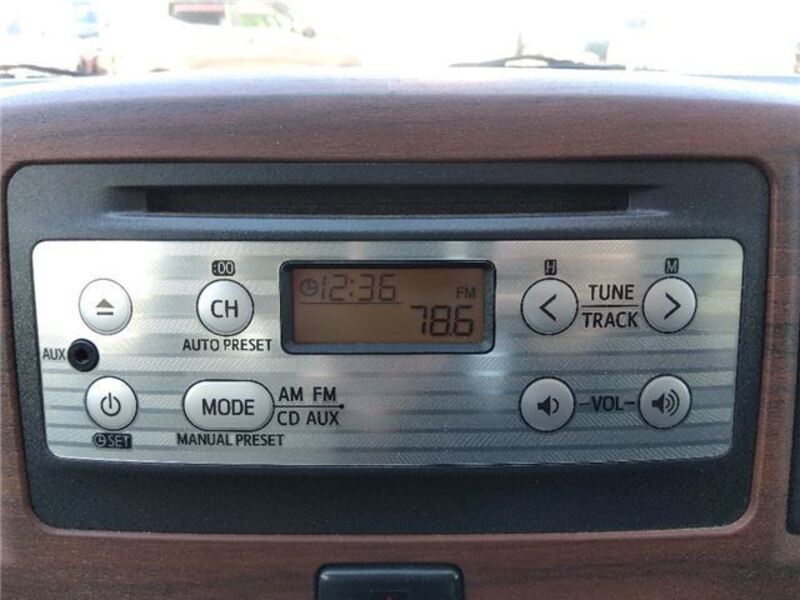 :00
H
M
12:36
FM
78.6
CH
AUTO PRESET
TUNE
TRACK
AUX
MODE
AM FM
CD AUX
MANUAL PRESET
SET
VOL